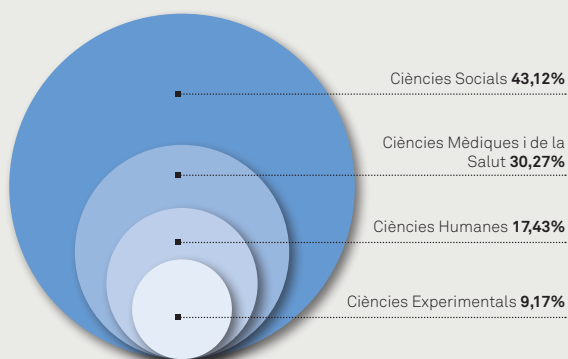 Ciències Socials 43,12%
Ciències Mèdiques i de la
Salut 30,27%
Ciències Humanes 17,43%
Ciències Experimentals 9,17%